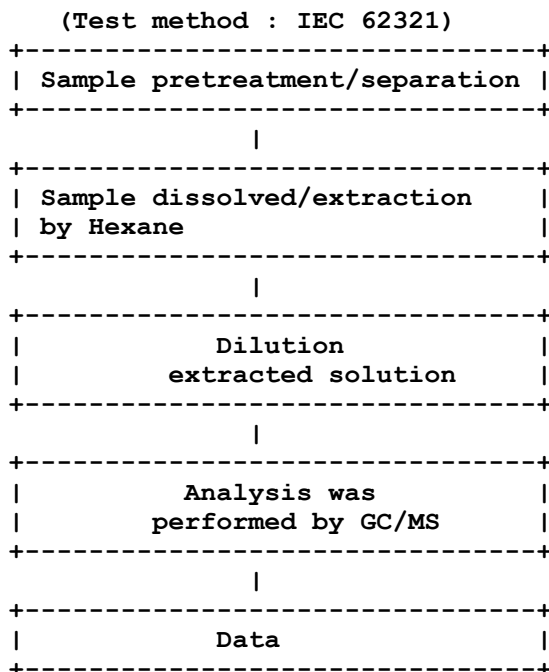 (Test method : IEC 62321)
Sample pretreatment/separation
Sample dissolved/extraction
by Hexane
Dilution
extracted solution
Analysis was
performed by GC/MS
Data